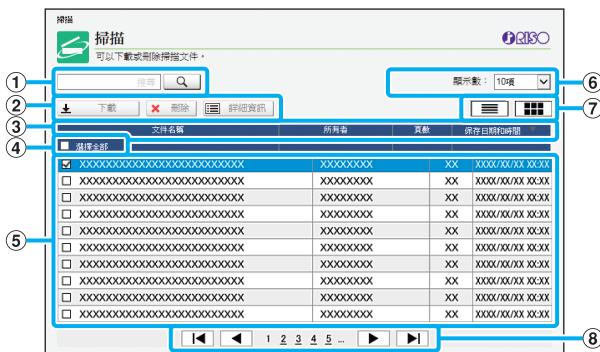 掃描
掃描
RISO
可以下載或刪除掃描文件。
① 搜尋 顯示數： 10項 ⑥
② 下載 刪除 詳細資訊 ⑦
③ 文件名稱 所有者 頁數 保存日期和時間
④ 選擇全部
XXXXXXXXXXXXXXXXXXXXXXXXX XXXXXXXX XX XXXX/XX/XX XX:XX
XXXXXXXXXXXXXXXXXXXXXXXXX XXXXXXXX XX XXXX/XX/XX XX:XX
XXXXXXXXXXXXXXXXXXXXXXXXX XXXXXXXX XX XXXX/XX/XX XX:XX
XXXXXXXXXXXXXXXXXXXXXXXXX XXXXXXXX XX XXXX/XX/XX XX:XX
XXXXXXXXXXXXXXXXXXXXXXXXX XXXXXXXX XX XXXX/XX/XX XX:XX
⑤ XXXXXXXXXXXXXXXXXXXXXXXXX XXXXXXXX XX XXXX/XX/XX XX:XX
XXXXXXXXXXXXXXXXXXXXXXXXX XXXXXXXX XX XXXX/XX/XX XX:XX
XXXXXXXXXXXXXXXXXXXXXXXXX XXXXXXXX XX XXXX/XX/XX XX:XX
XXXXXXXXXXXXXXXXXXXXXXXXX XXXXXXXX XX XXXX/XX/XX XX:XX
XXXXXXXXXXXXXXXXXXXXXXXXX XXXXXXXX XX XXXX/XX/XX XX:XX
1 2 3 4 5 ... ⑧